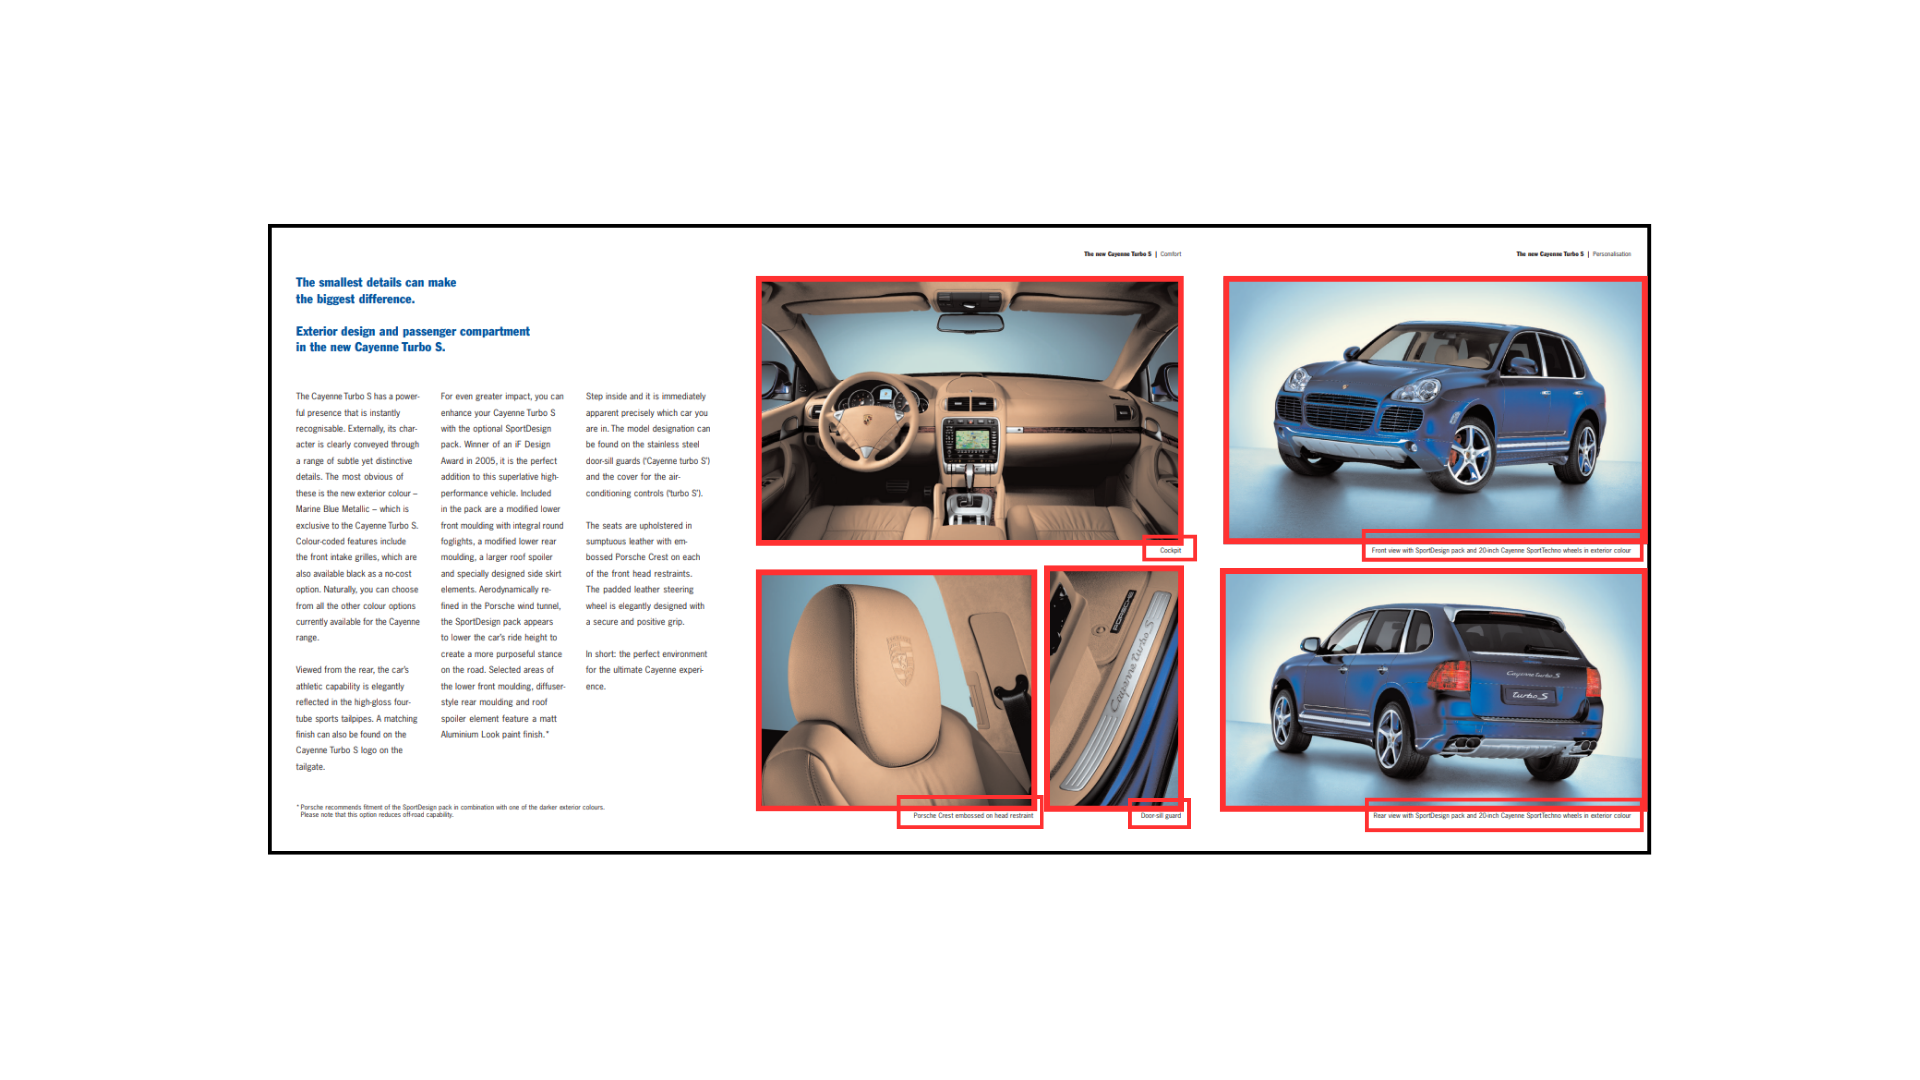 The new Cayenne Turbo S | Comfort
The new Cayenne Turbo S | Personalisation
The smallest details can make
the biggest difference.
Exterior design and passenger compartment
in the new Cayenne Turbo S.
The Cayenne Turbo S has a power-
ful presence that is instantly
recognisable. Externally, its char-
acter is clearly conveyed through
a range of subtle yet distinctive
details. The most obvious of
these is the new exterior colour –
Marine Blue Metallic – which is
exclusive to the Cayenne Turbo S.
Colour-coded features include
the front intake grilles, which are
also available black as a no-cost
option. Naturally, you can choose
from all the other colour options
currently available for the Cayenne
range.
Viewed from the rear, the car's
athletic capability is elegantly
reflected in the high-gloss four-
tube sports tailpipes. A matching
finish can also be found on the
Cayenne Turbo S logo on the
tailgate.
For even greater impact, you can
enhance your Cayenne Turbo S
with the optional SportDesign
pack. Winner of an iF Design
Award in 2005, it is the perfect
addition to this superlative high-
performance vehicle. Included
in the pack are a modified lower
front moulding with integral round
foglights, a modified lower rear
moulding, a larger roof spoiler
and specially designed side skirt
elements. Aerodynamically re-
fined in the Porsche wind tunnel,
the SportDesign pack appears
to lower the car's ride height to
create a more purposeful stance
on the road. Selected areas of
the lower front moulding, diffuser-
style rear moulding and roof
spoiler element feature a matt
Aluminium Look paint finish.*
Step inside and it is immediately
apparent precisely which car you
are in. The model designation can
be found on the stainless steel
door-sill guards ('Cayenne turbo S')
and the cover for the air-
conditioning controls ('turbo S').
The seats are upholstered in
sumptuous leather with em-
bossed Porsche Crest on each
of the front head restraints.
The padded leather steering
wheel is elegantly designed with
a secure and positive grip.
In short: the perfect environment
for the ultimate Cayenne experi-
ence.
* Porsche recommends fitment of the SportDesign pack in combination with one of the darker exterior colours.
Please note that this option reduces off-road capability.
Cockpit
PORSCHE
Cayenne turbo S
Porsche Crest embossed on head restraint
Door-sill guard
Front view with SportDesign pack and 20-inch Cayenne SportTechno wheels in exterior colour
Cayenne turbo S
turbo S
Rear view with SportDesign pack and 20-inch Cayenne SportTechno wheels in exterior colour